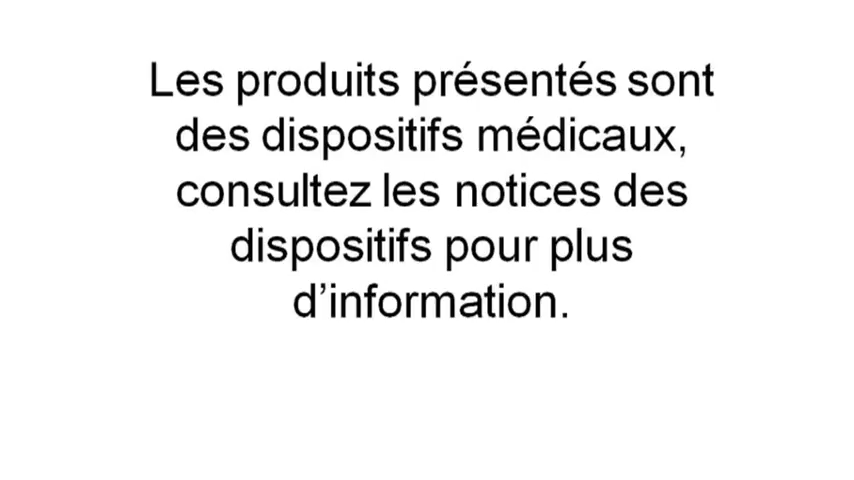 Les produits présentés sont
des dispositifs médicaux,
consultez les notices des
dispositifs pour plus
d’information.